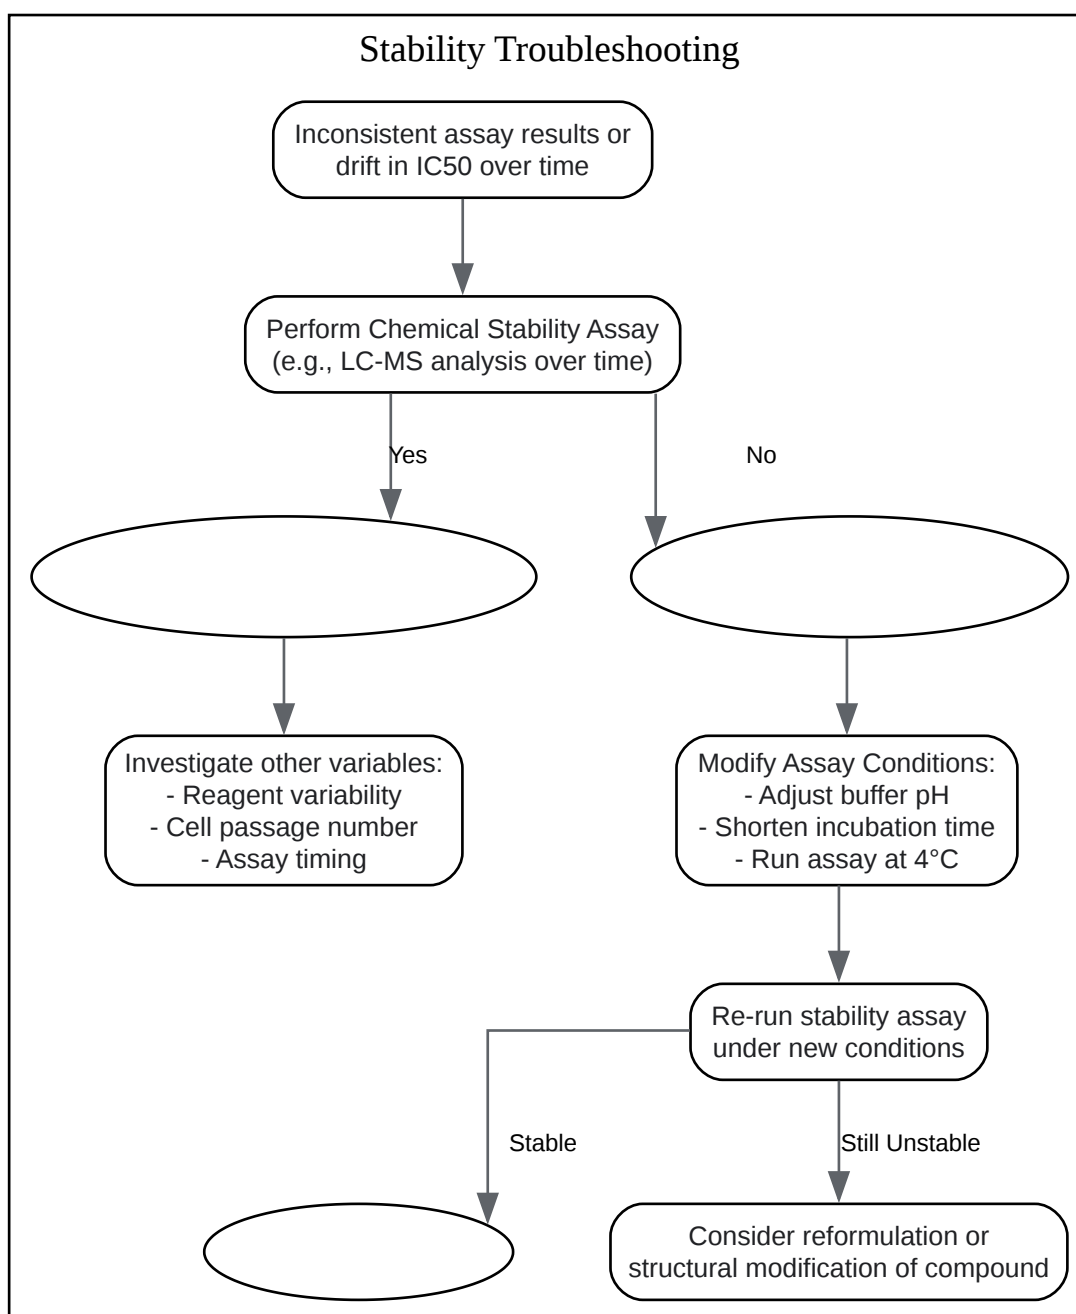 Stability Troubleshooting
Inconsistent assay results or
drift in IC50 over time
Perform Chemical Stability Assay
(e.g., LC-MS analysis over time)
Yes
No
Investigate other variables:
- Reagent variability
- Cell passage number
- Assay timing
Modify Assay Conditions:
- Adjust buffer pH
- Shorten incubation time
- Run assay at 4°C
Re-run stability assay
under new conditions
Stable
Still Unstable
Consider reformulation or
structural modification of compound